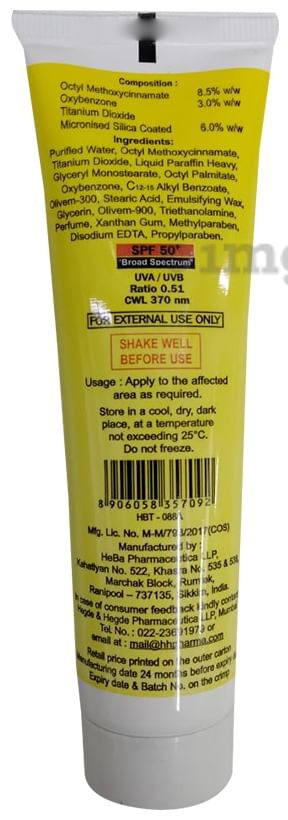 Composition :
Octyl Methoxycinnamate 8.5% w/w
Oxybenzone 3.0% w/w
Titanium Dioxide
Micronised Silica Coated 6.0% w/w
Ingredients:
Purified Water, Octyl Methoxycinnamate,
Titanium Dioxide, Liquid Paraffin Heavy,
Glyceryl Monostearate, Octyl Palmitate,
Oxybenzone, C12-15 Alkyl Benzoate,
Olivem-300, Stearic Acid, Emulsifying Wax,
Glycerin, Olivem-900, Triethanolamine,
Perfume, Xanthan Gum, Methylparaben,
Disodium EDTA, Propylparaben.
SPF 50+
"Broad Spectrum"
UVA / UVB
Ratio 0.51
CWL 370 nm
FOR EXTERNAL USE ONLY
SHAKE WELL
BEFORE USE
Usage : Apply to the affected
area as required.
Store in a cool, dry, dark
place, at a temperature
not exceeding 25°C.
Do not freeze.
8 906058 357092
HBT - 088A
Mfg. Lic. No. M-M/793/2017(COS)
Manufactured by :
HeBa Pharmaceutica LLP,
Kahatiyan No. 522, Khasra No. 535 & 536,
Marchak Block, Rumtek,
Ranipool – 737135, Sikkim, India.
In case of consumer feedback kindly contact
Hegde & Hegde Pharmaceutica LLP, Mumbai
Tel. No. : 022-23691979 or
email at : mail@hhpharma.com
Retail price printed on the outer carton
Manufacturing date 24 months before expiry date
Expiry date & Batch No. on the crimp